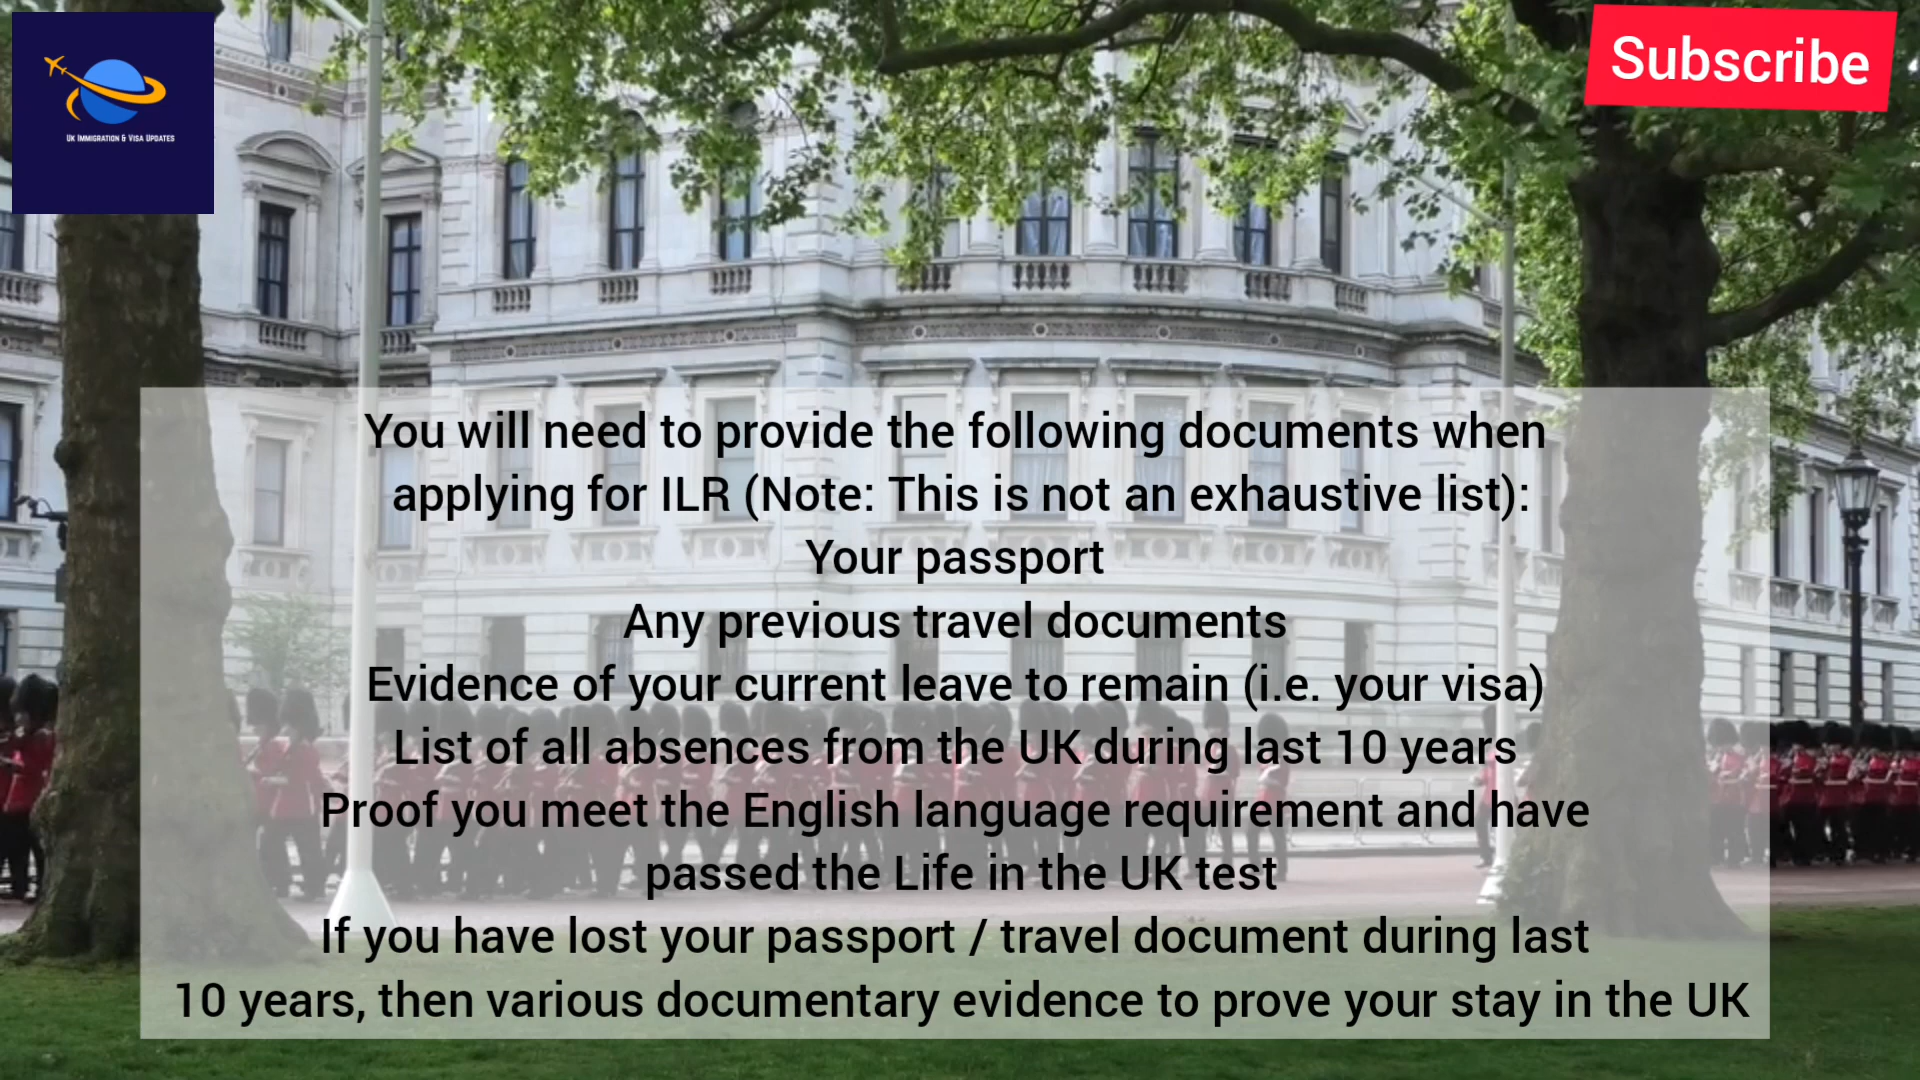 UK Immigration & Visa Updates
Subscribe
You will need to provide the following documents when
applying for ILR (Note: This is not an exhaustive list):
Your passport
Any previous travel documents
Evidence of your current leave to remain (i.e. your visa)
List of all absences from the UK during last 10 years
Proof you meet the English language requirement and have
passed the Life in the UK test
If you have lost your passport / travel document during last
10 years, then various documentary evidence to prove your stay in the UK